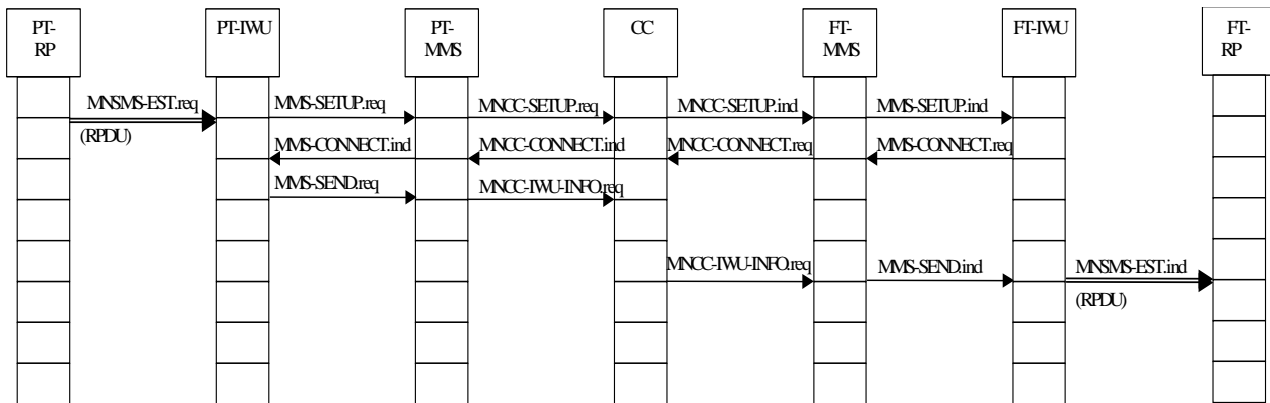 PT-
RP
PT-IWU
PT-
MMS
CC
FT-
MMS
FT-IWU
FT-
RP
MNSMS-EST.req
MMS-SETUP.req
MNCC-SETUP.req
MNCC-SETUP.ind
MMS-SETUP.ind
(RPDU)
MMS-CONNECT.ind
MNCC-CONNECT.ind
MNCC-CONNECT.req
MMS-CONNECT.req
MMS-SEND.req
MNCC-IWU-INFO.req
MNCC-IWU-INFO.req
MMS-SEND.ind
MNSMS-EST.ind
(RPDU)